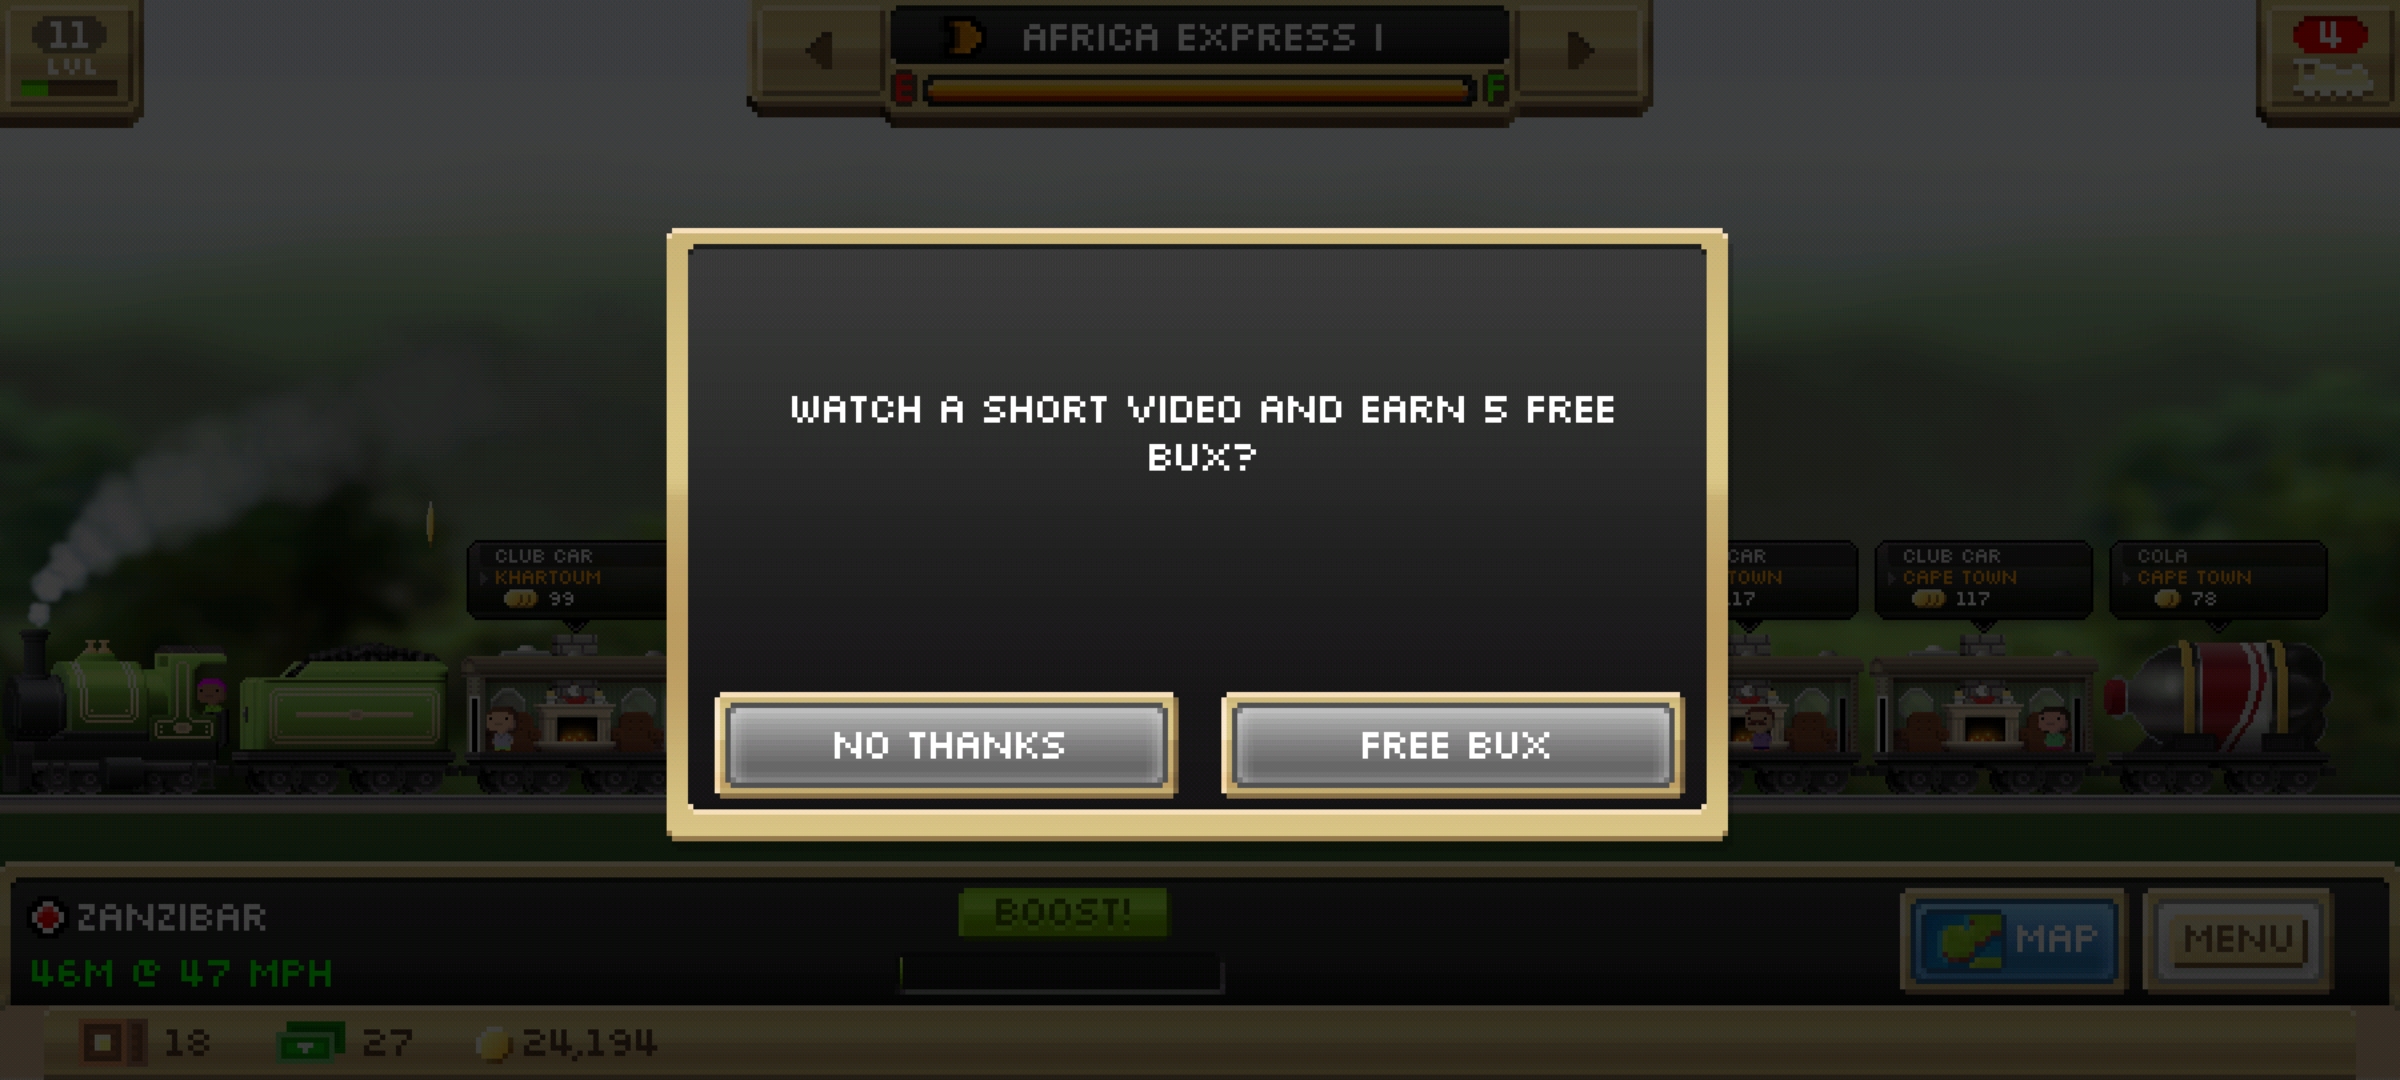 11
LVL
AFRICA EXPRESS I
E
F
4
WATCH A SHORT VIDEO AND EARN 5 FREE
BUX?
NO THANKS
FREE BUX
CLUB CAR
KHARTOUM
99
CAR
TOWN
117
CLUB CAR
CAPE TOWN
117
COLA
CAPE TOWN
78
ZANZIBAR
46M @ 47 MPH
BOOST!
MAP
MENU
18
27
24,194